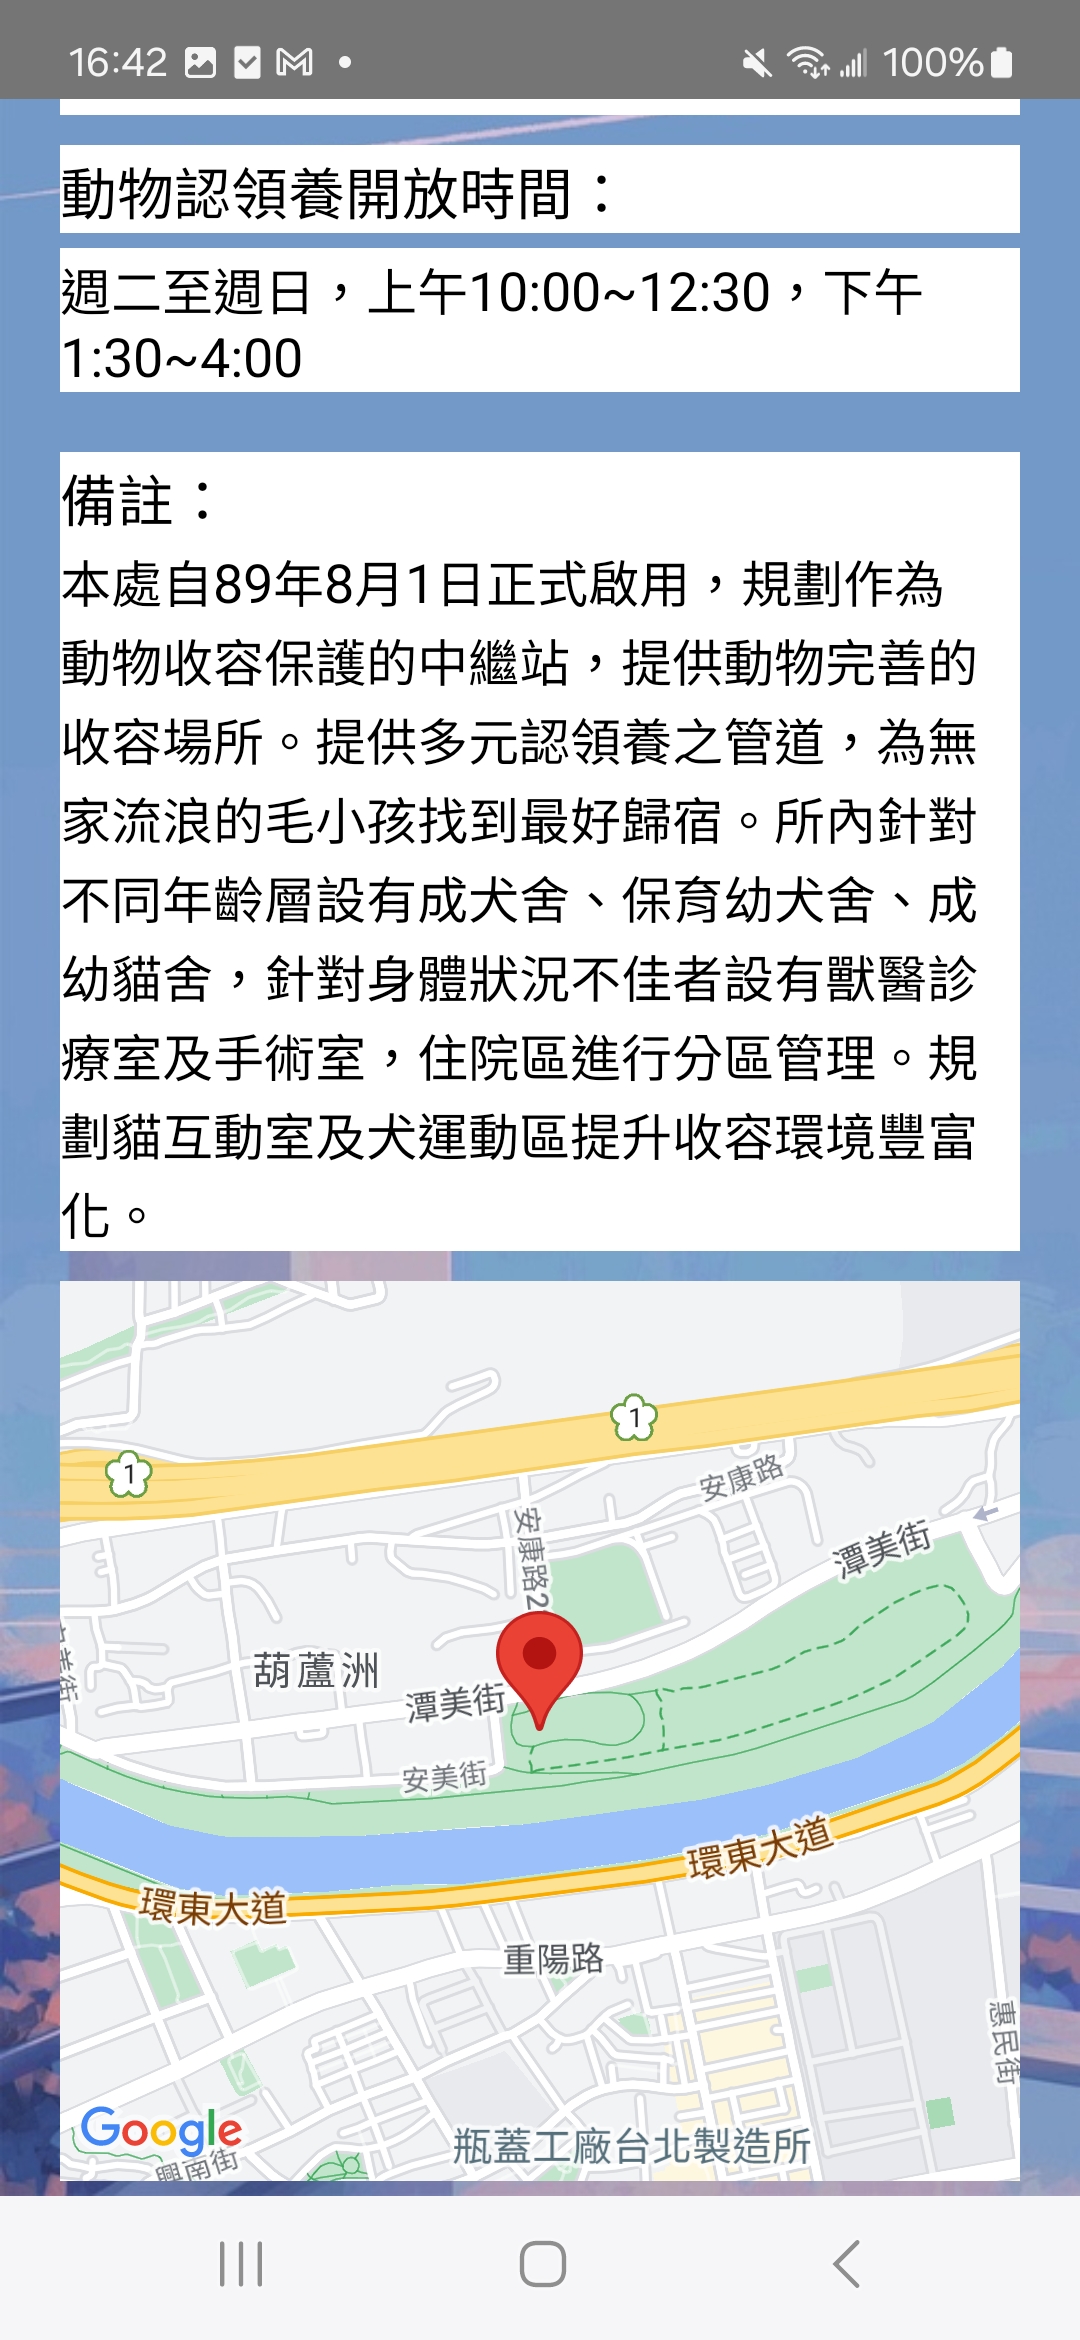 16:42
100%
動物認領養開放時間：
週二至週日，上午10:00~12:30，下午
1:30~4:00
備註：
本處自89年8月1日正式啟用，規劃作為
動物收容保護的中繼站，提供動物完善的
收容場所。提供多元認領養之管道，為無
家流浪的毛小孩找到最好歸宿。所內針對
不同年齡層設有成犬舍、保育幼犬舍、成
幼貓舍，針對身體狀況不佳者設有獸醫診
療室及手術室，住院區進行分區管理。規
劃貓互動室及犬運動區提升收容環境豐富
化。
1
1
安康路
安康路2
潭美街
葫蘆洲
潭美街
安美街
環東大道
環東大道
重陽路
惠民街
Google
興南街
瓶蓋工廠台北製造所